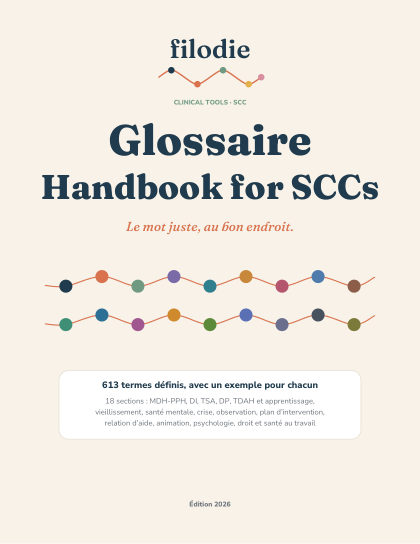 filodie
CLINICAL TOOLS · SCC
Glossaire
Handbook for SCCs
Le mot juste, au bon endroit.
613 termes définis, avec un exemple pour chacun
18 sections : MDH-PPH, DI, TSA, DP, TDAH et apprentissage,
vieillissement, santé mentale, crise, observation, plan d'intervention,
relation d'aide, animation, psychologie, droit et santé au travail
Édition 2026